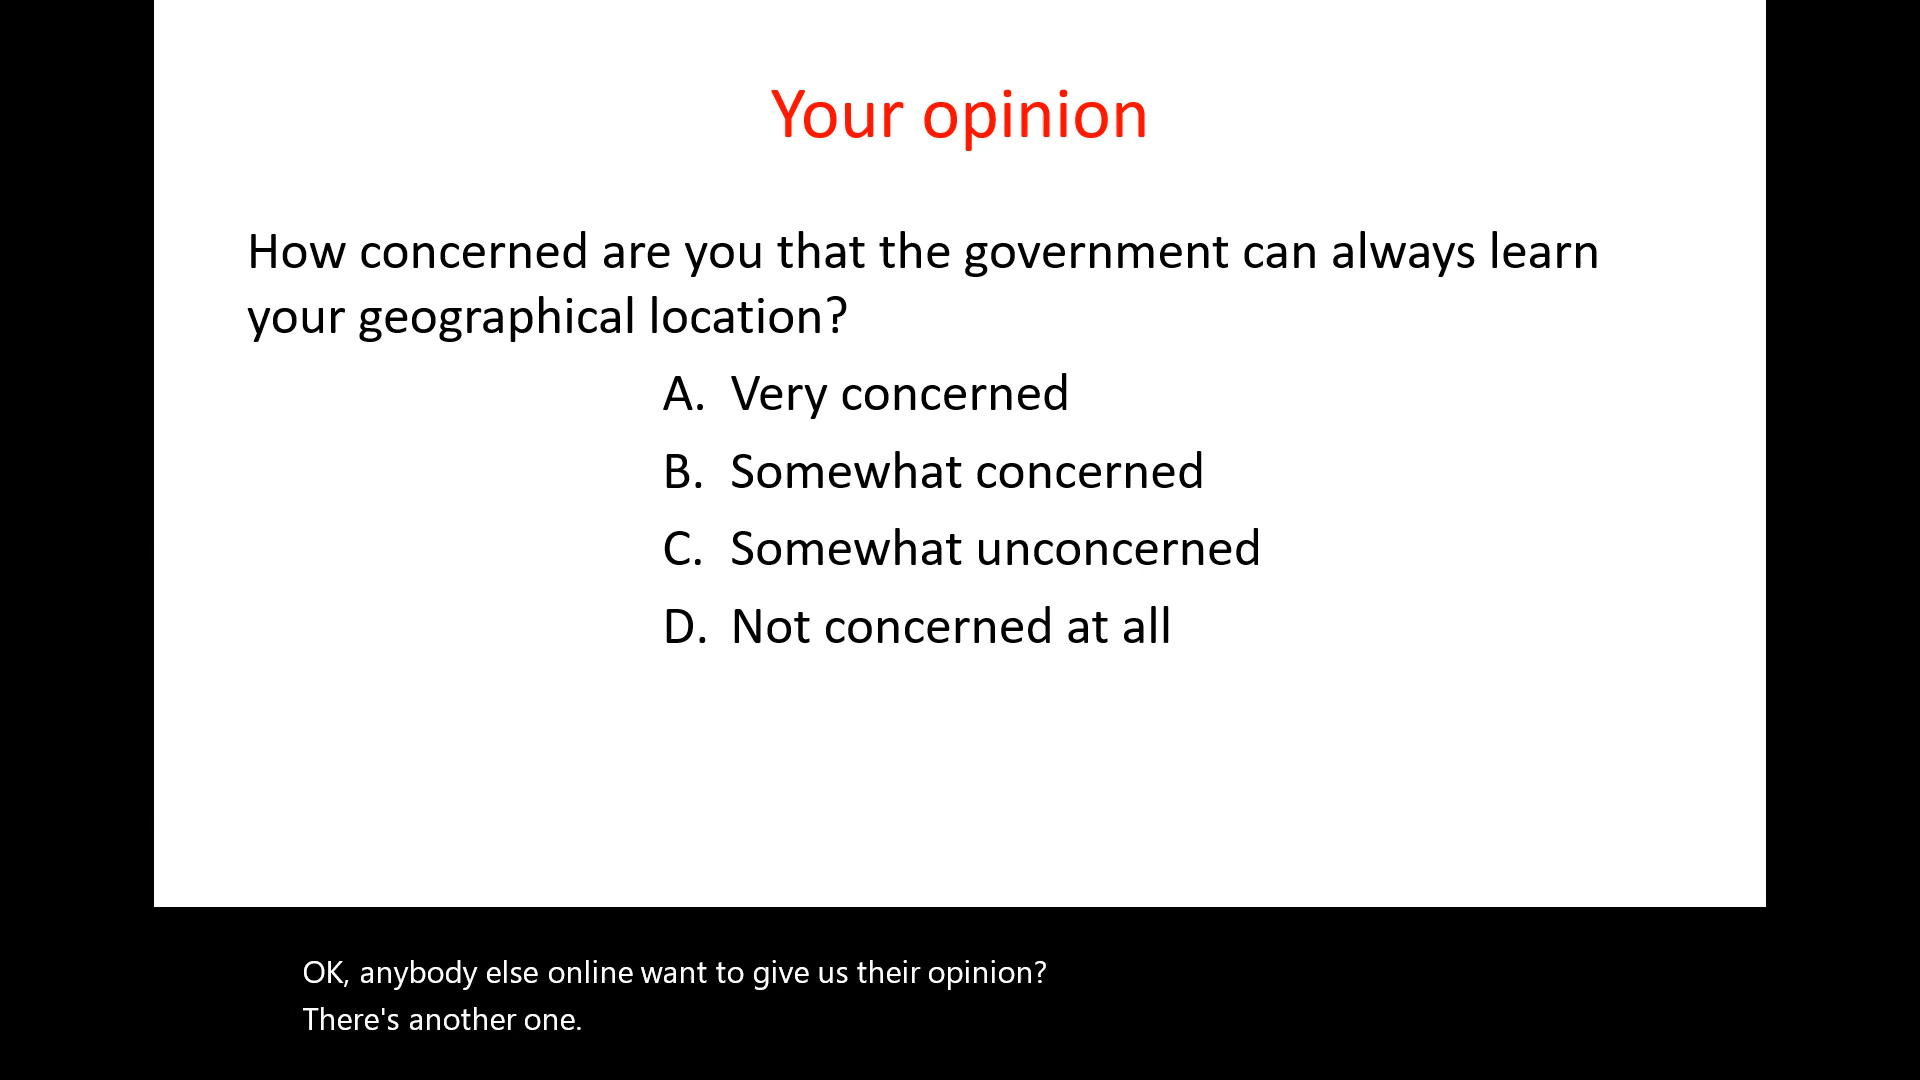 Your opinion
How concerned are you that the government can always learn
your geographical location?
A. Very concerned
B. Somewhat concerned
C. Somewhat unconcerned
D. Not concerned at all
OK, anybody else online want to give us their opinion?
There's another one.